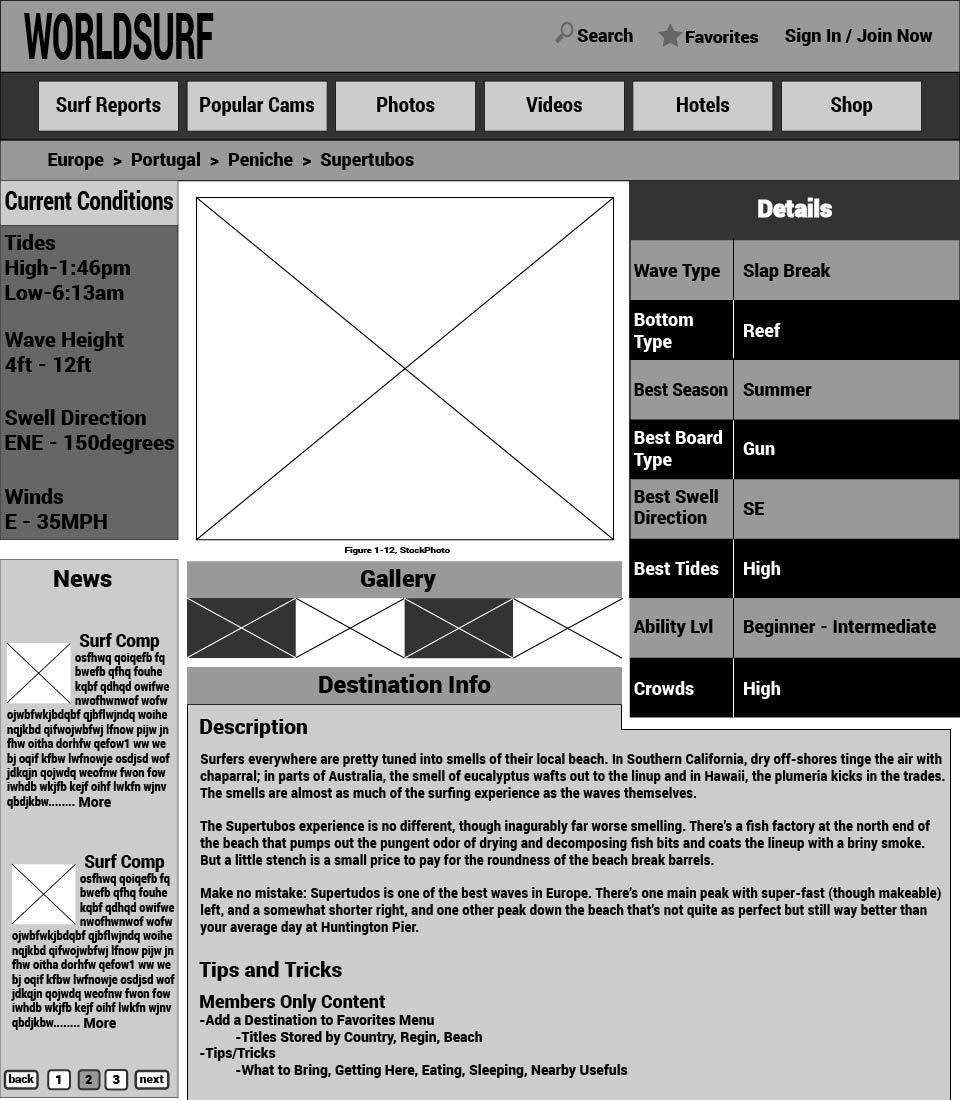 WORLDSURF
Search
Favorites
Sign In / Join Now
Surf Reports
Popular Cams
Photos
Videos
Hotels
Shop
Europe > Portugal > Peniche > Supertubos
Current Conditions
Tides
High-1:46pm
Low-6:13am
Wave Height
4ft - 12ft
Swell Direction
ENE - 150degrees
Winds
E - 35MPH
News
Surf Comp
osfhwq qoiqefb fq
bwefb qfhq fouhe
kqbf qdhqd owifwe
nwofhwnwof wofw
ojwbfwkjbdqbf qjbflwjndq woihe
nqjkbd qifwojwbfwj lfnow pijw jn
fhw oitha dorhfw qefow1 ww we
bj oqif kfbw lwfnowje osdjsd wof
jdkqjn qojwdq weofnw fwon fow
iwhdb wkjfb kejf oihf lwkfn wjnv
qbdjkbw........ More
Surf Comp
osfhwq qoiqefb fq
bwefb qfhq fouhe
kqbf qdhqd owifwe
nwofhwnwof wofw
ojwbfwkjbdqbf qjbflwjndq woihe
nqjkbd qifwojwbfwj lfnow pijw jn
fhw oitha dorhfw qefow1 ww we
bj oqif kfbw lwfnowje osdjsd wof
jdkqjn qojwdq weofnw fwon fow
iwhdb wkjfb kejf oihf lwkfn wjnv
qbdjkbw........ More
back 1 2 3 next
Figure 1-12, StockPhoto
Gallery
Details
Wave Type
Slap Break
Bottom
Type
Reef
Best Season
Summer
Best Board
Type
Gun
Best Swell
Direction
SE
Best Tides
High
Ability Lvl
Beginner - Intermediate
Crowds
High
Destination Info
Description
Surfers everywhere are pretty tuned into smells of their local beach. In Southern California, dry off-shores tinge the air with
chaparral; in parts of Australia, the smell of eucalyptus wafts out to the linup and in Hawaii, the plumeria kicks in the trades.
The smells are almost as much of the surfing experience as the waves themselves.
The Supertubos experience is no different, though inagurably far worse smelling. There's a fish factory at the north end of
the beach that pumps out the pungent odor of drying and decomposing fish bits and coats the lineup with a briny smoke.
But a little stench is a small price to pay for the roundness of the beach break barrels.
Make no mistake: Supertudos is one of the best waves in Europe. There's one main peak with super-fast (though makeable)
left, and a somewhat shorter right, and one other peak down the beach that's not quite as perfect but still way better than
your average day at Huntington Pier.
Tips and Tricks
Members Only Content
-Add a Destination to Favorites Menu
-Titles Stored by Country, Regin, Beach
-Tips/Tricks
-What to Bring, Getting Here, Eating, Sleeping, Nearby Usefuls